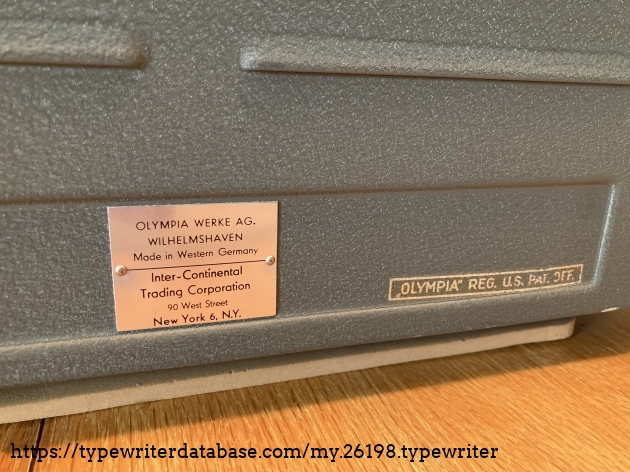 OLYMPIA WERKE AG.
WILHELMSHAVEN
Made in Western Germany
Inter-Continental
Trading Corporation
90 West Street
New York 6, N.Y.
„OLYMPIA" REG. U.S. PAT. OFF.
https://typewriterdatabase.com/my.26198.typewriter